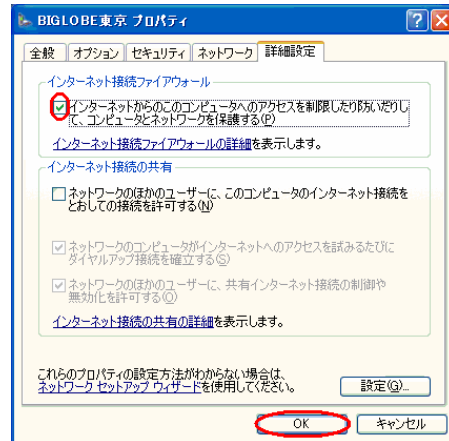 BIGLOBE東京 プロパティ
全般 オプション セキュリティ ネットワーク 詳細設定
インターネット接続ファイアウォール
インターネットからのこのコンピュータへのアクセスを制限したり防いだりし
て、コンピュータとネットワークを保護する(P)
インターネット接続ファイアウォールの詳細を表示します。
インターネット接続の共有
ネットワークのほかのユーザーに、このコンピュータのインターネット接続を
とおしての接続を許可する(N)
ネットワークのコンピュータがインターネットへのアクセスを試みるたびに
ダイヤルアップ接続を確立する(S)
ネットワークのほかのユーザーに、共有インターネット接続の制御や
無効化を許可する(O)
インターネット接続の共有の詳細を表示します。
これらのプロパティの設定方法がわからない場合は、
ネットワーク セットアップ ウィザードを使用してください。
設定(G)...
OK キャンセル